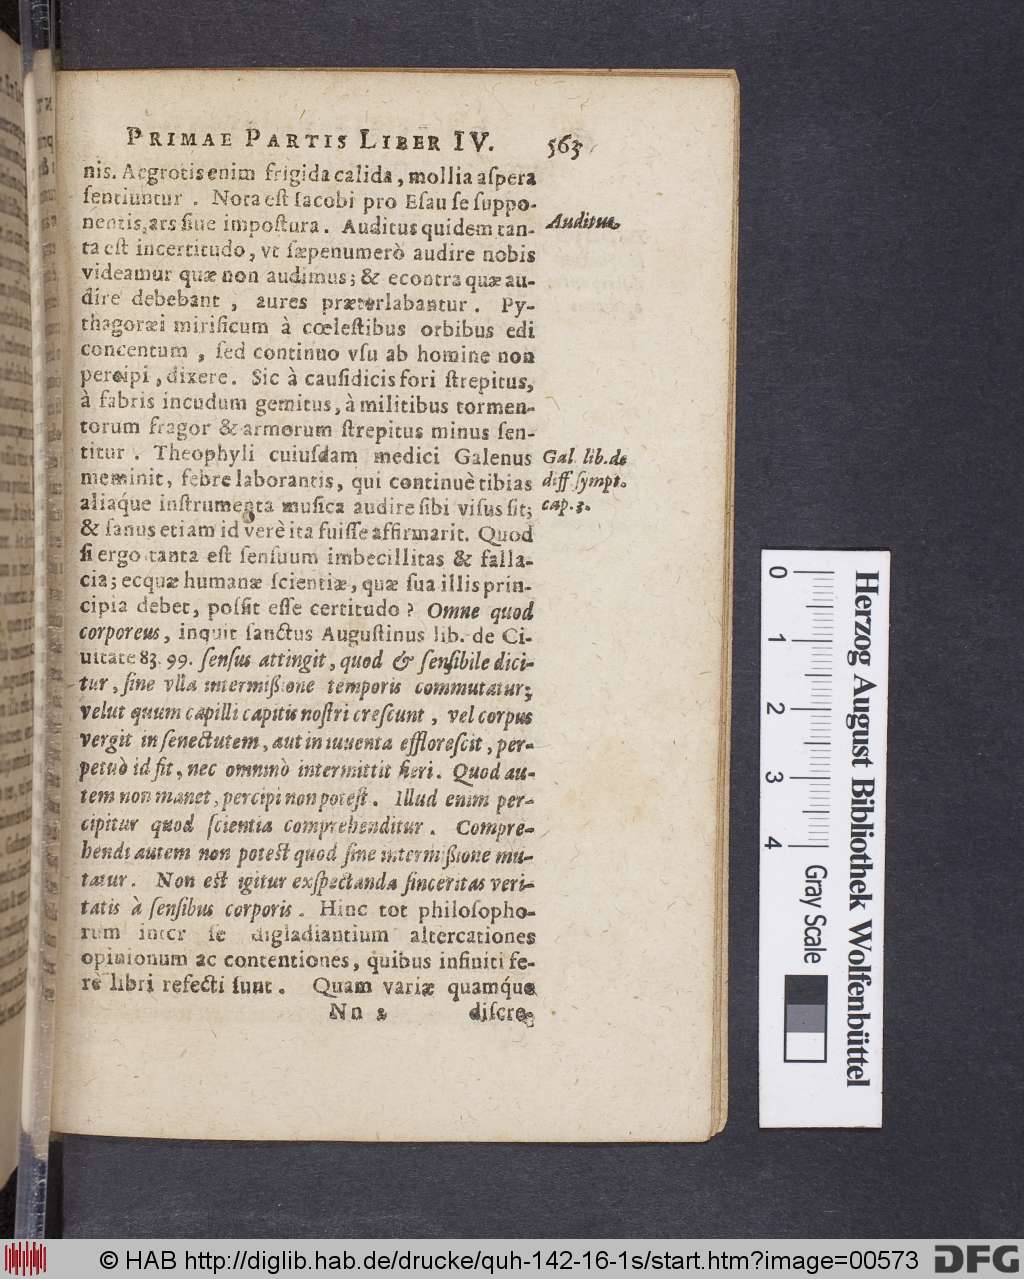 PRIMAE PARTIS LIBER IV. 563
nis. Aegrotis enim frigida calida, mollia aſpera
ſentiuntur. Nota eſt Iacobi pro Eſau ſe ſuppo-
nentis, ars ſiue impoſtura. Auditus quidem tan-
Auditus.
ta eſt incertitudo, vt ſæpenumerò audire nobis
videamur quæ non audimus; & econtra quæ au-
dire debebant, aures præterlabantur. Py-
thagoræi mirificum à cœleſtibus orbibus edi
concentum, ſed continuo vſu ab homine non
percipi, dixere. Sic à cauſidicis fori ſtrepitus,
à fabris incudum gemitus, à militibus tormen-
torum fragor & armorum ſtrepitus minus ſen-
titur. Theophyli cuiuſdam medici Galenus
Gal. lib. de
meminit, febre laborantis, qui continuè tibias
diff. ſympt.
aliaq́ue inſtrumenta muſica audire ſibi viſus ſit;
cap. 3.
& ſanus etiam id verè ita fuiſſe affirmarit. Quod
ſi ergo tanta eſt ſenſuum imbecillitas & falla-
cia; ecquæ humanæ ſcientiæ, quæ ſua illis prin-
cipia debet, poſſit eſſe certitudo? Omne quod
corporeus, inquit ſanctus Auguſtinus lib. de Ci-
uitate 83. 99. ſenſus attingit, quod & ſenſibile dici-
tur, ſine vlla intermißione temporis commutatur;
velut quum capilli capitis noſtri creſcunt, vel corpus
vergit in ſenectutem, aut in iuuenta effloreſcit, per-
petuò id fit, nec omninò intermittit fieri. Quod au-
tem non manet, percipi non poteſt. Illud enim per-
cipitur quod ſcientia comprehenditur. Compre-
hendi autem non poteſt quod ſine intermißione mu-
tatur. Non eſt igitur exſpectanda ſinceritas veri-
tatis à ſenſibus corporis. Hinc tot philoſopho-
rum inter ſe digladiantium altercationes
opinionum ac contentiones, quibus infiniti fe-
rè libri refecti ſunt. Quam variæ quamq́ue
Nn 2 diſcre-
0 1 2 3 4
Gray Scale
Herzog August Bibliothek Wolfenbüttel
© HAB http://diglib.hab.de/drucke/quh-142-16-1s/start.htm?image=00573
DFG